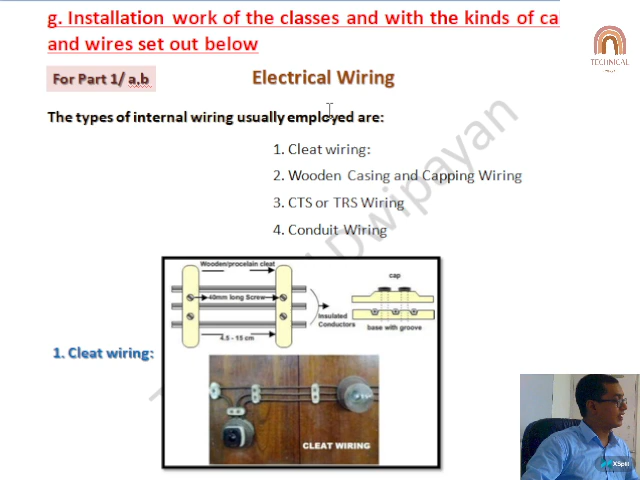 g. Installation work of the classes and with the kinds of ca
and wires set out below
TECHNICAL
For Part 1/ a,b
Electrical Wiring
The types of internal wiring usually employed are:
1. Cleat wiring:
2. Wooden Casing and Capping Wiring
3. CTS or TRS Wiring
4. Conduit Wiring
Dwipayan
Wooden/procelain cleat
cap
40mm long Screw
Insulated
Conductors
base with groove
4.5 - 15 cm
1. Cleat wiring:
CLEAT WIRING
XSplit